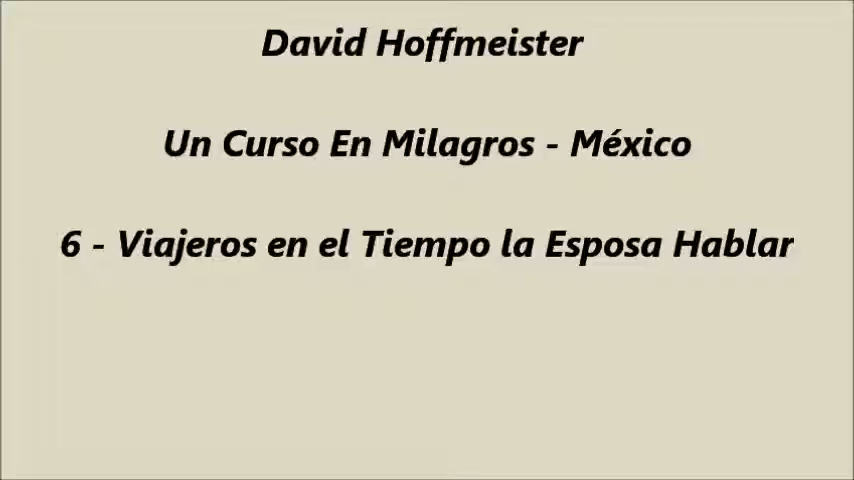 David Hoffmeister
Un Curso En Milagros - México
6 - Viajeros en el Tiempo la Esposa Hablar